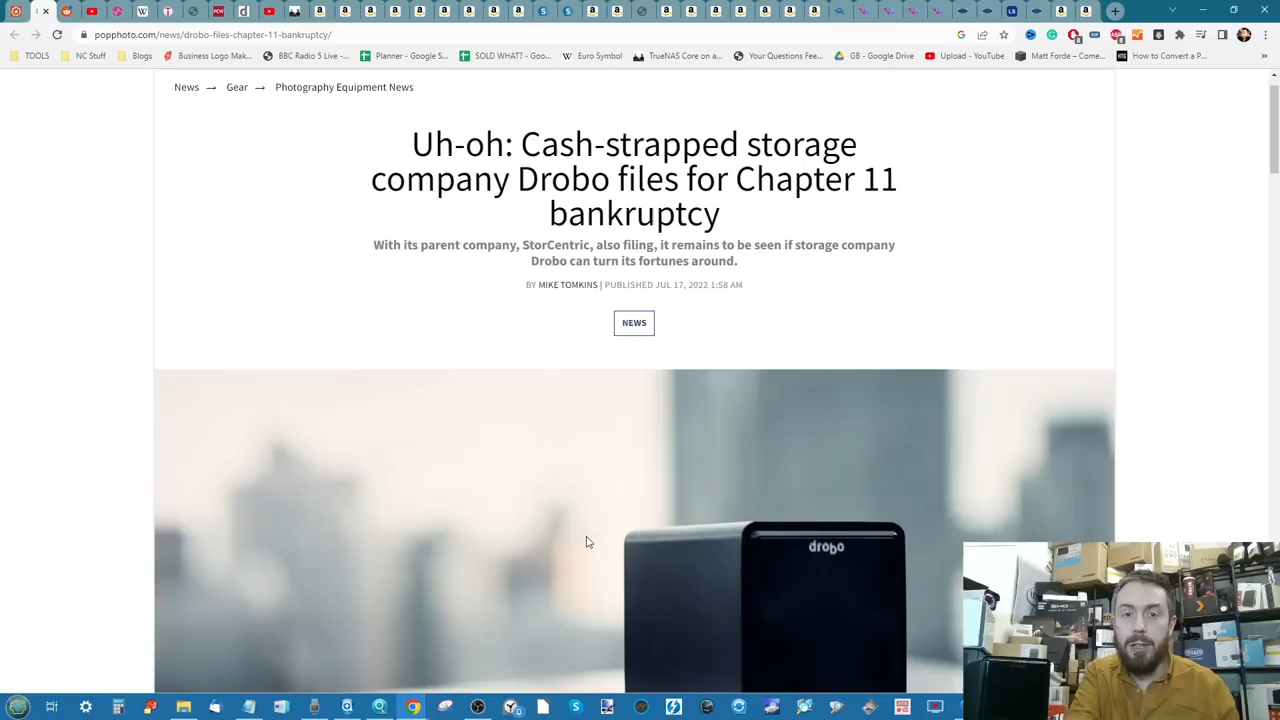 popphoto.com/news/drobo-files-chapter-11-bankruptcy/
TOOLS NC Stuff Blogs Business Logo Mak... BBC Radio 5 Live... Planner - Google S... SOLD WHAT? - Goo... Euro Symbol TrueNAS Core is ma... Your Questions Fee... GB - Google Drive Upload - YouTube Matt Forde – Come... How to Convert a P...
News → Gear → Photography Equipment News
Uh-oh: Cash-strapped storage
company Drobo files for Chapter 11
bankruptcy
With its parent company, StorCentric, also filing, it remains to be seen if storage company
Drobo can turn its fortunes around.
BY MIKE TOMKINS | PUBLISHED JUL 17, 2022 1:58 AM
NEWS
drobo